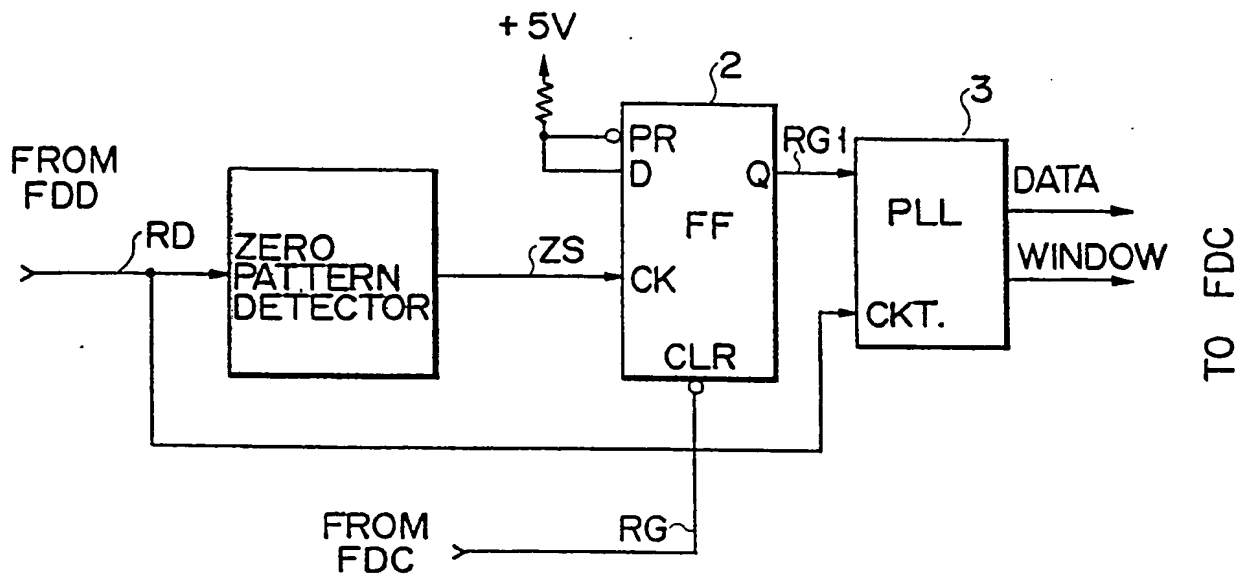 +5V
2
3
FROM
FDD
RD
ZERO
PATTERN
DETECTOR
ZS
PR
D
Q
FF
CK
CLR
RG1
PLL
CKT.
DATA
WINDOW
TO FDC
FROM
FDC
RG